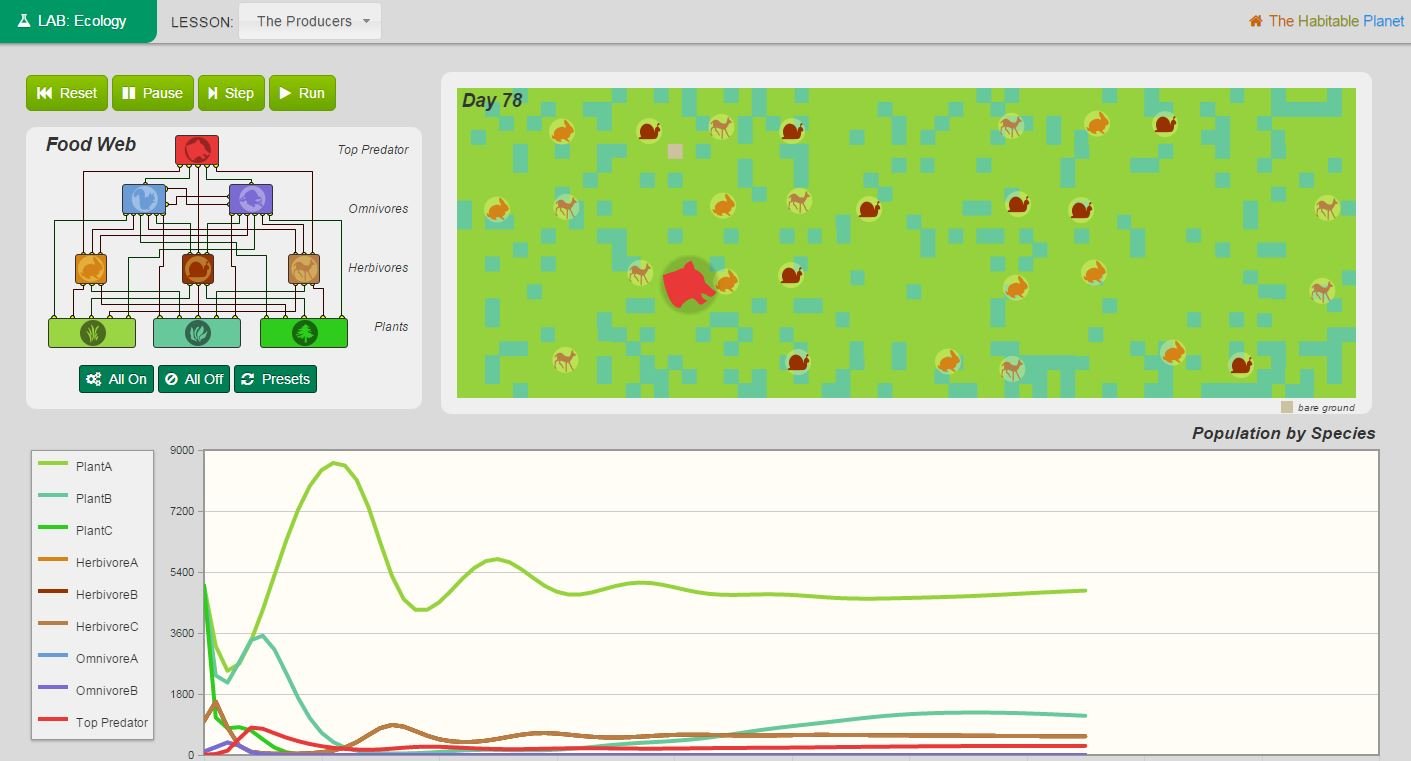 LAB: Ecology
LESSON: The Producers
The Habitable Planet
Reset Pause Step Run
Food Web
Top Predator
Omnivores
Herbivores
Plants
All On All Off Presets
Day 78
bare ground
Population by Species
PlantA
PlantB
PlantC
HerbivoreA
HerbivoreB
HerbivoreC
OmnivoreA
OmnivoreB
Top Predator
9000
7200
5400
3600
1800
0